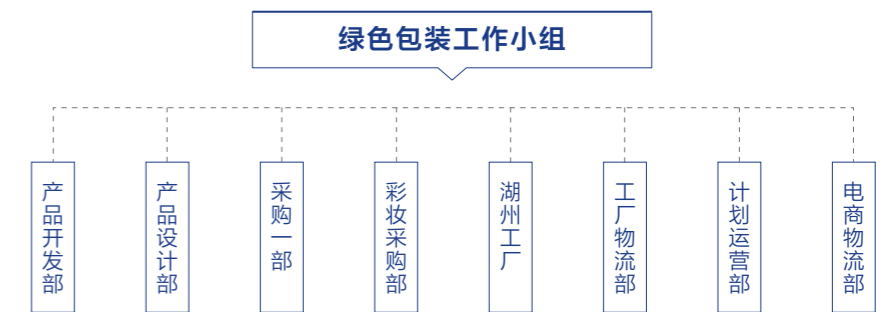 绿色包装工作小组
产品开发部
产品设计部
采购一部
彩妆采购部
湖州工厂
工厂物流部
计划运营部
电商物流部